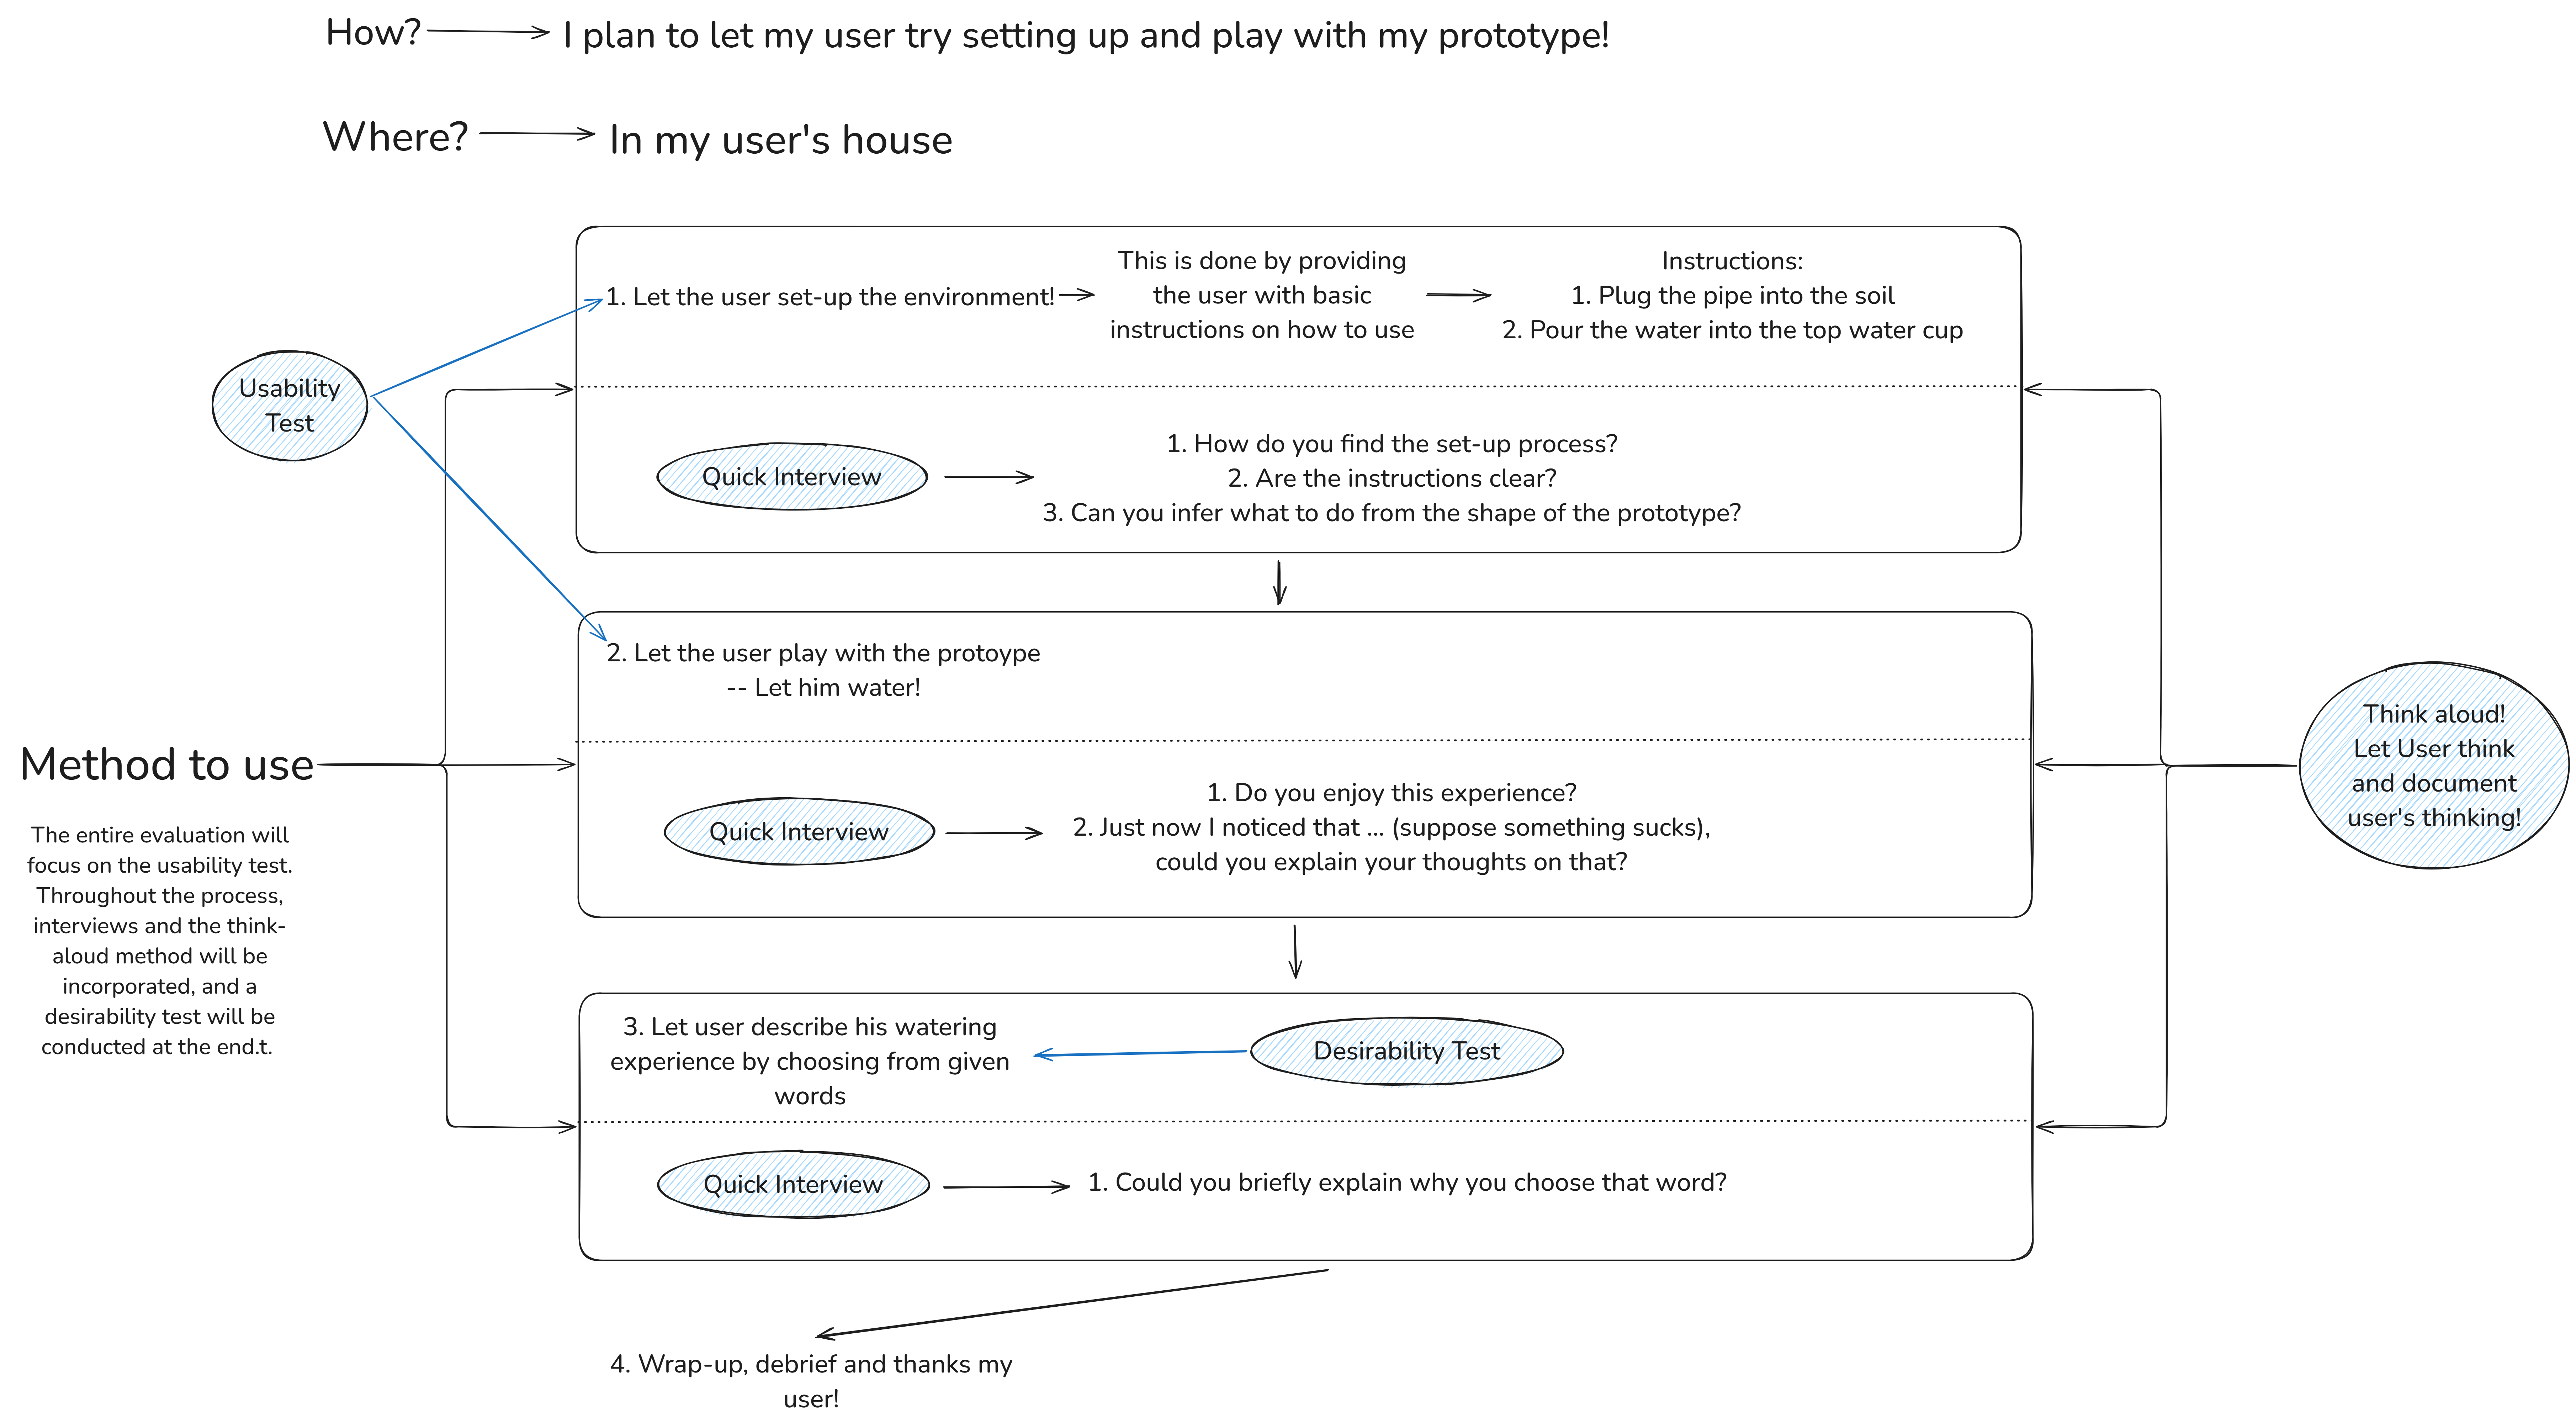 How?
I plan to let my user try setting up and play with my prototype!
Where?
In my user's house
Usability
Test
1. Let the user set-up the environment!
This is done by providing
the user with basic
instructions on how to use
Instructions:
1. Plug the pipe into the soil
2. Pour the water into the top water cup
Quick Interview
1. How do you find the set-up process?
2. Are the instructions clear?
3. Can you infer what to do from the shape of the prototype?
Method to use
The entire evaluation will
focus on the usability test.
Throughout the process,
interviews and the think-
aloud method will be
incorporated, and a
desirability test will be
conducted at the end.t.
2. Let the user play with the protoype
-- Let him water!
Quick Interview
1. Do you enjoy this experience?
2. Just now I noticed that ... (suppose something sucks),
could you explain your thoughts on that?
Think aloud!
Let User think
and document
user's thinking!
3. Let user describe his watering
experience by choosing from given
words
Desirability Test
Quick Interview
1. Could you briefly explain why you choose that word?
4. Wrap-up, debrief and thanks my
user!